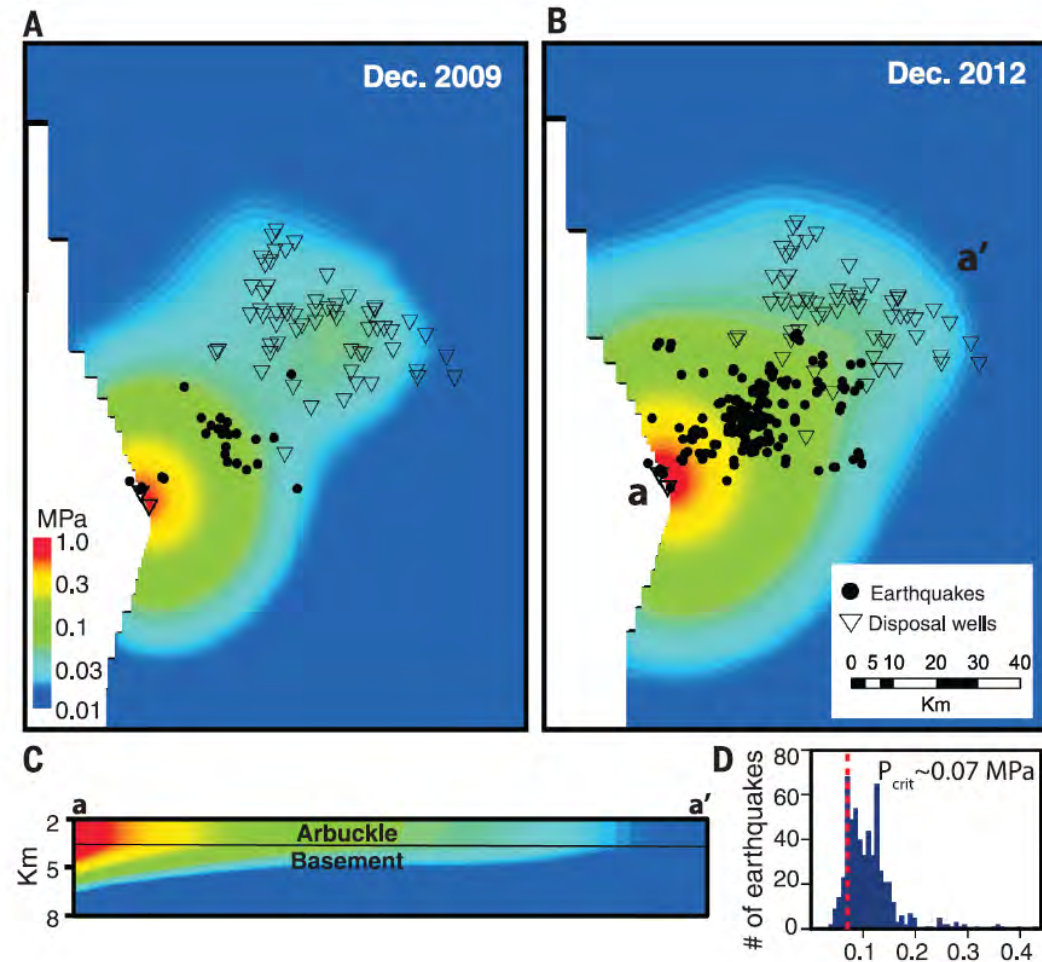 A
Dec. 2009
MPa
1.0
0.3
0.1
0.03
0.01
B
Dec. 2012
a'
a
Earthquakes
Disposal wells
0 5 10 20 30 40
Km
C
a
a'
Km
2
5
8
Arbuckle
Basement
D
# of earthquakes
80
60
40
20
0
Pcrit~0.07 MPa
0.1 0.2 0.3 0.4